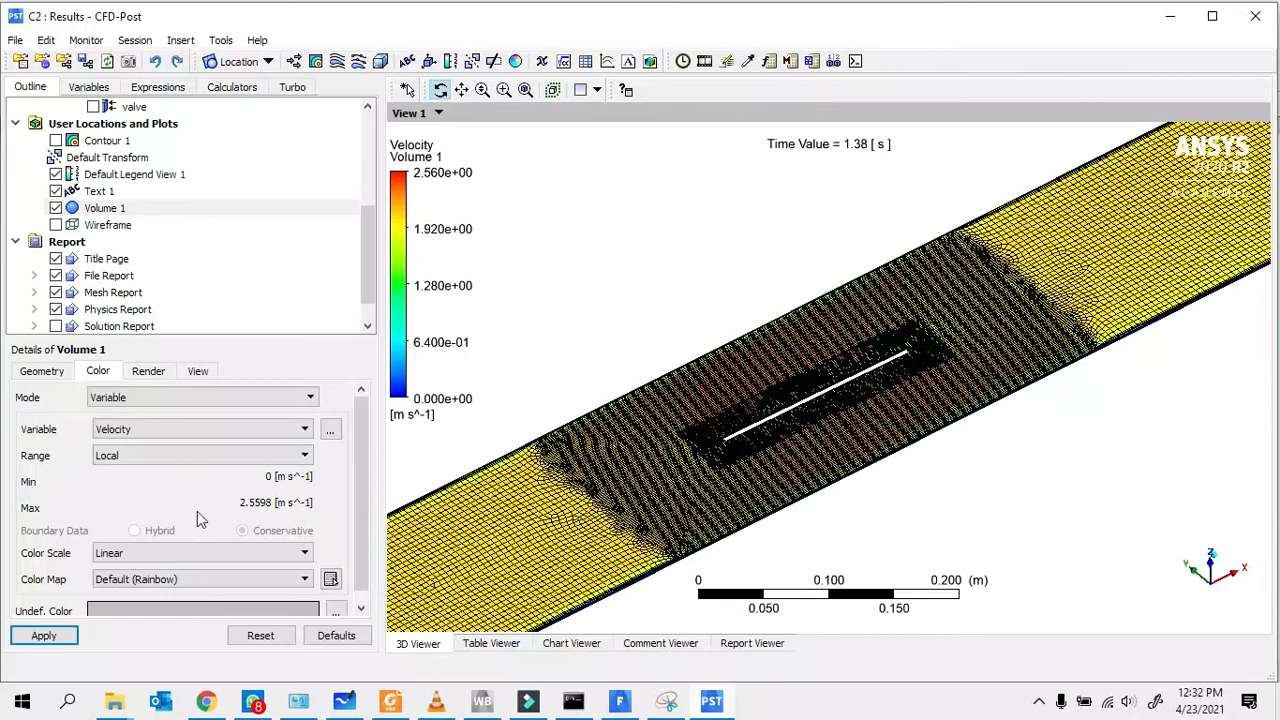 C2 : Results - CFD-Post
File Edit Monitor Session Insert Tools Help
Location
Outline Variables Expressions Calculators Turbo
valve
User Locations and Plots
Contour 1
Default Transform
Default Legend View 1
Text 1
Volume 1
Wireframe
Report
Title Page
File Report
Mesh Report
Physics Report
Solution Report
Details of Volume 1
Geometry Color Render View
Mode Variable
Variable Velocity ...
Range Local
Min 0 [m s^-1]
Max 2.5598 [m s^-1]
Boundary Data Hybrid Conservative
Color Scale Linear
Color Map Default (Rainbow)
Undef. Color ...
Apply Reset Defaults
View 1
Velocity
Volume 1
2.560e+00
1.920e+00
1.280e+00
6.400e-01
0.000e+00
[m s^-1]
Time Value = 1.38 [ s ]
ANSYS
2020 R2
0 0.100 0.200 (m)
0.050 0.150
Z
Y
X
3D Viewer Table Viewer Chart Viewer Comment Viewer Report Viewer
8
WB
F
PST
12:32 PM
4/23/2021